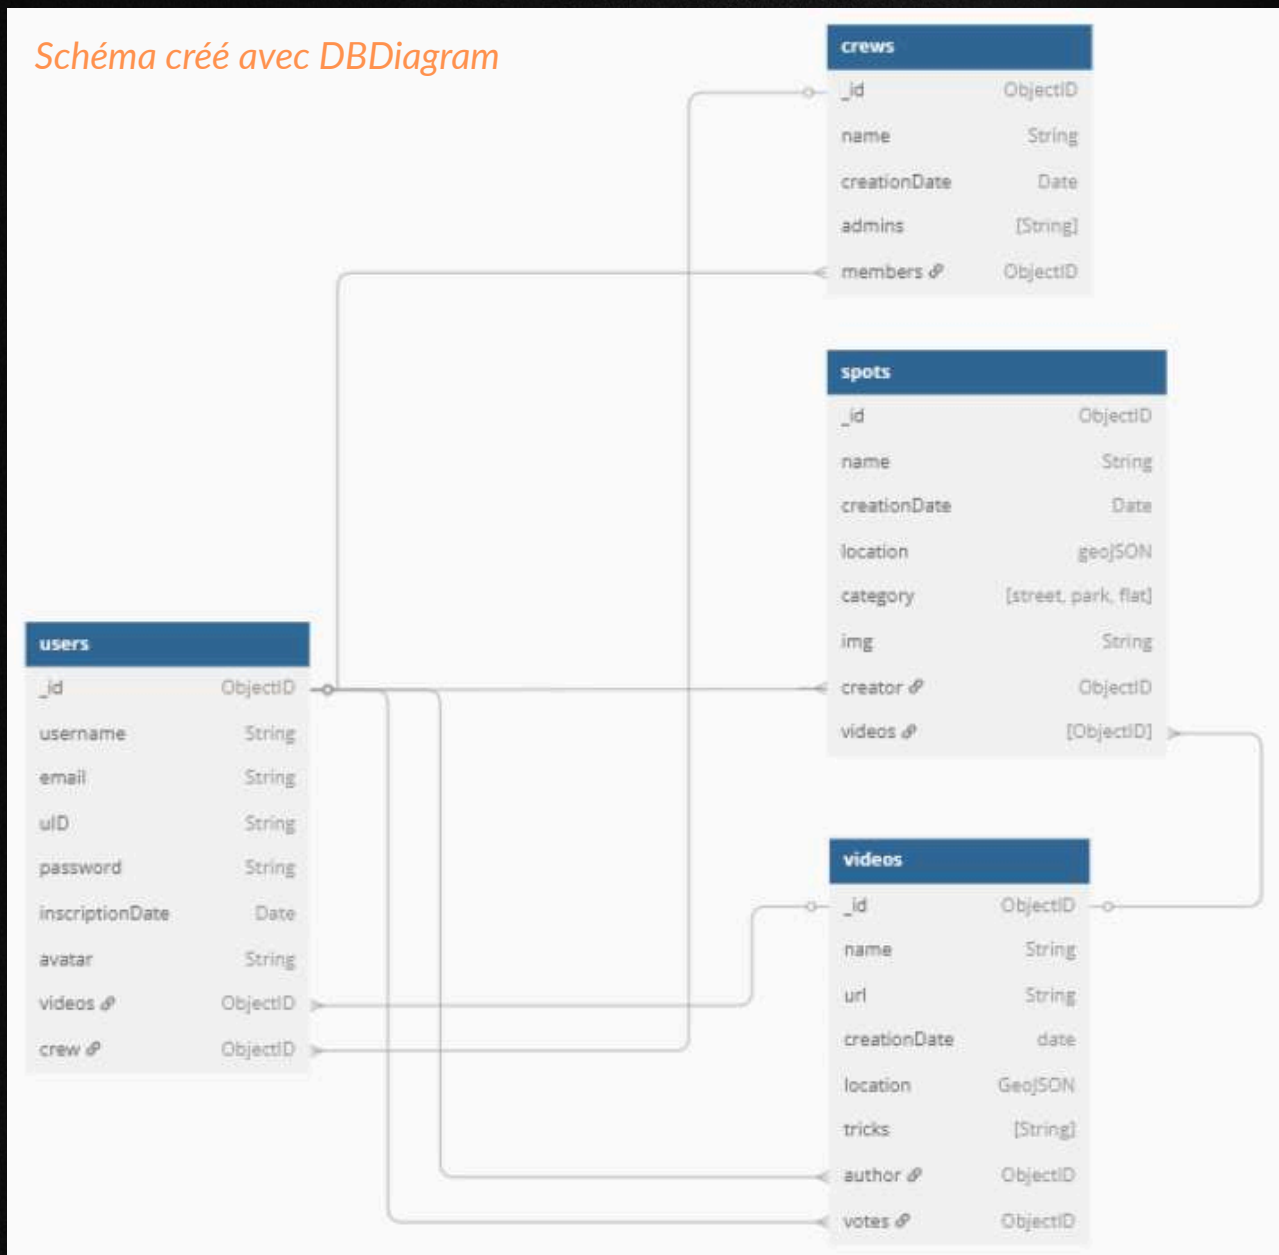 Schéma créé avec DBDiagram
crews
_id ObjectID
name String
creationDate Date
admins [String]
members ObjectID
spots
_id ObjectID
name String
creationDate Date
location geoJSON
category [street, park, flat]
img String
creator ObjectID
videos [ObjectID]
users
_id ObjectID
username String
email String
uID String
password String
inscriptionDate Date
avatar String
videos ObjectID
crew ObjectID
videos
_id ObjectID
name String
url String
creationDate date
location GeoJSON
tricks [String]
author ObjectID
votes ObjectID